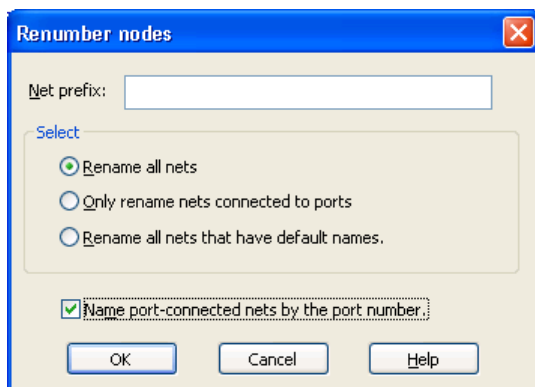 Renumber nodes
Net prefix:
Select
Rename all nets
Only rename nets connected to ports
Rename all nets that have default names.
Name port-connected nets by the port number.
OK Cancel Help